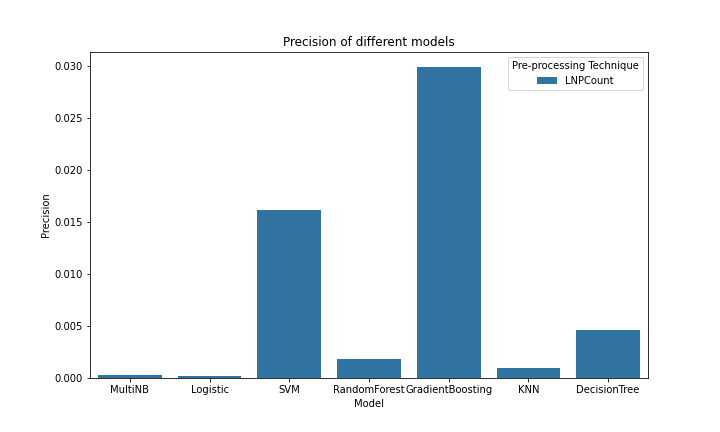 Precision of different models
Pre-processing Technique
LNPCount
Precision
0.030
0.025
0.020
0.015
0.010
0.005
0.000
MultiNB Logistic SVM RandomForest GradientBoosting KNN DecisionTree
Model